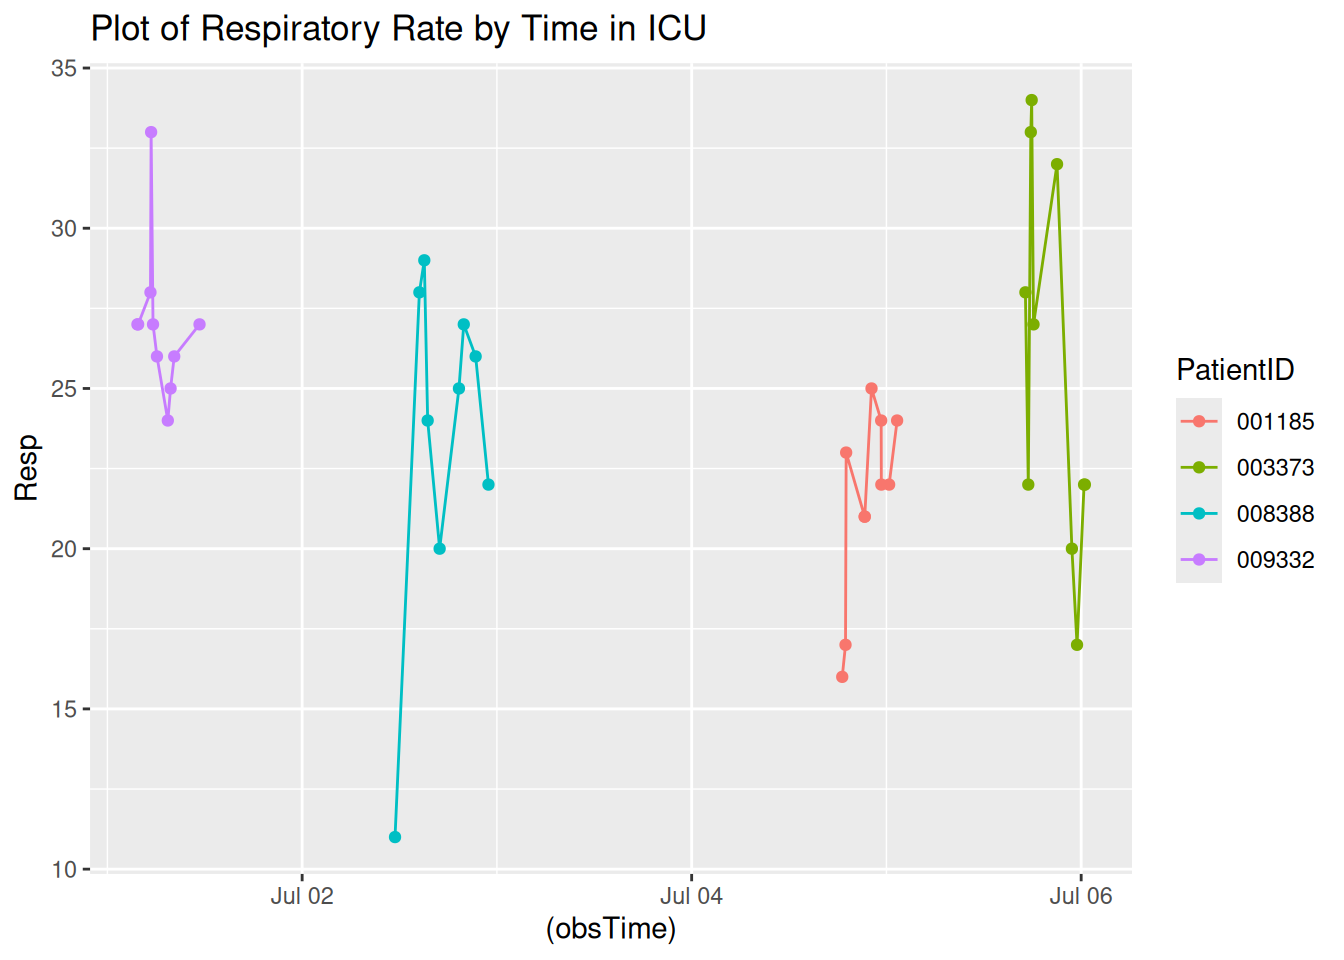 Plot of Respiratory Rate by Time in ICU
35
30
25
20
15
10
Resp
Jul 02
Jul 04
Jul 06
(obsTime)
PatientID
001185
003373
008388
009332